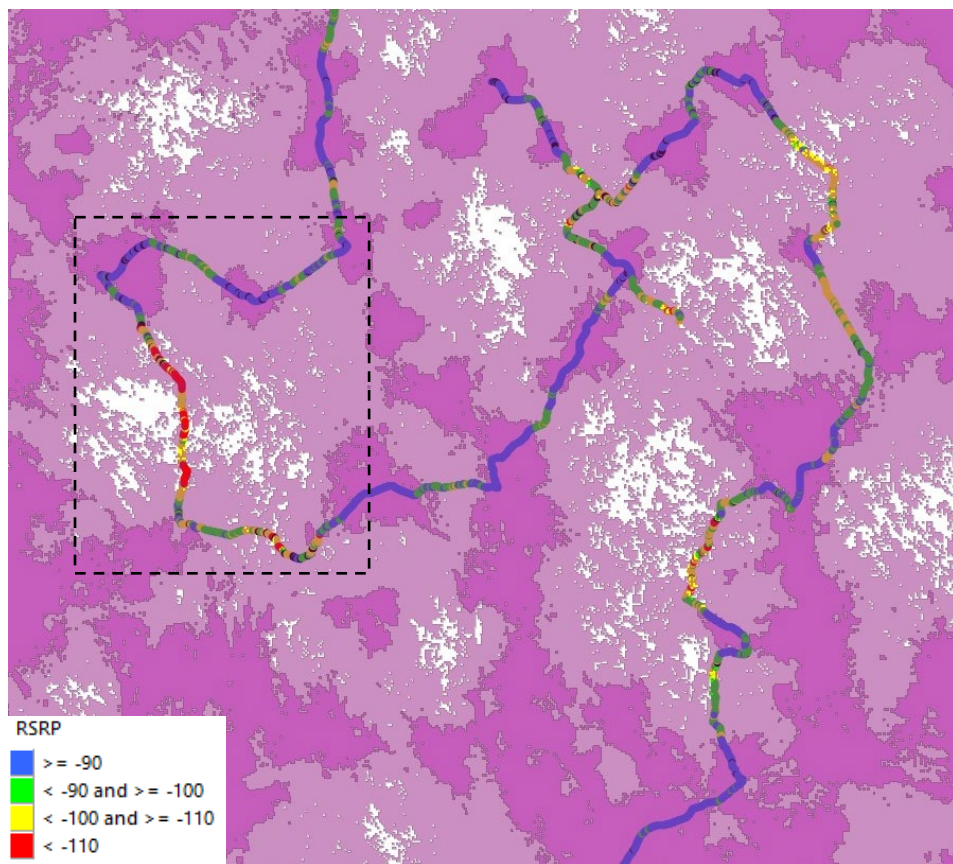 RSRP
>= -90
< -90 and >= -100
< -100 and >= -110
< -110